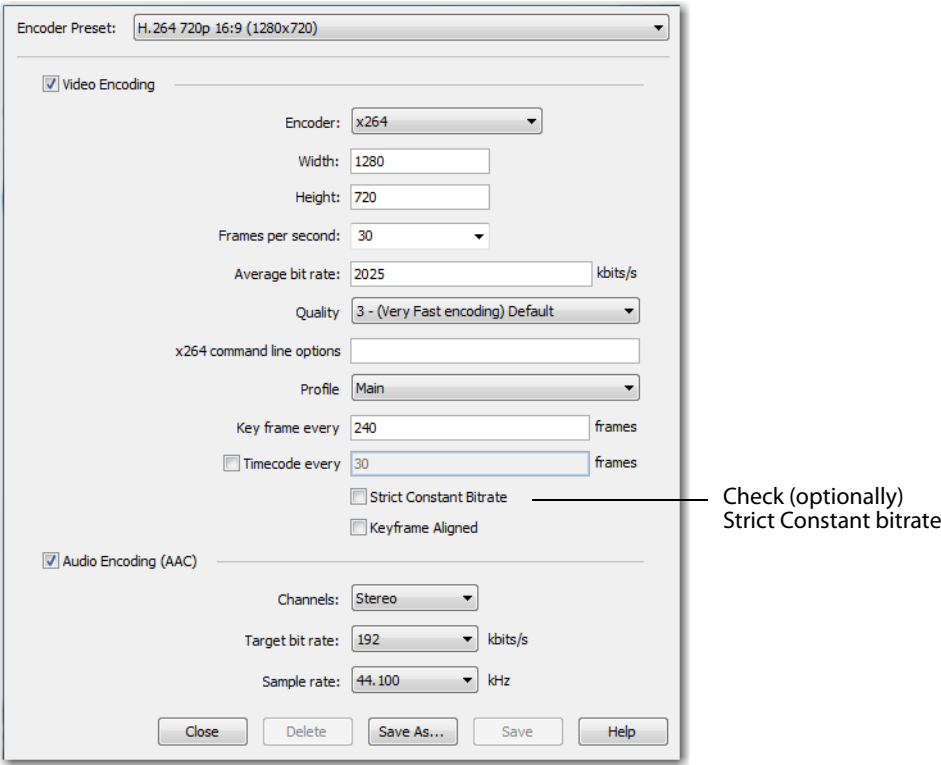 Encoder Preset: H.264 720p 16:9 (1280x720)
Video Encoding
Encoder: x264
Width: 1280
Height: 720
Frames per second: 30
Average bit rate: 2025 kbits/s
Quality 3 - (Very Fast encoding) Default
x264 command line options
Profile Main
Key frame every 240 frames
Timecode every 30 frames
Strict Constant Bitrate
Check (optionally)
Strict Constant bitrate
Keyframe Aligned
Audio Encoding (AAC)
Channels: Stereo
Target bit rate: 192 kbits/s
Sample rate: 44.100 kHz
Close Delete Save As... Save Help